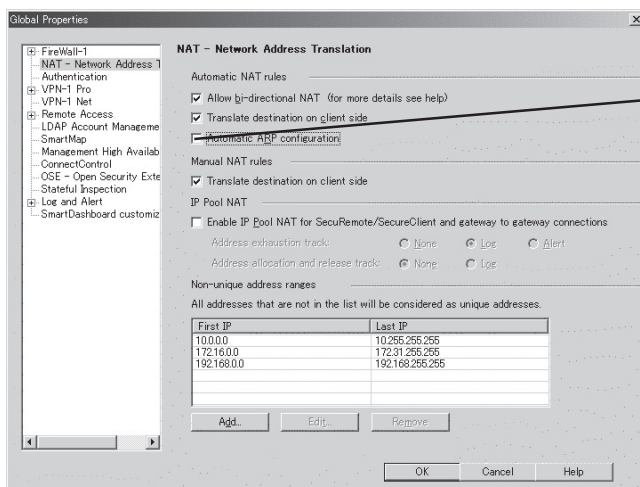 Global Properties
FireWall-1
NAT - Network Address T
Authentication
VPN-1 Pro
VPN-1 Net
Remote Access
LDAP Account Manageme
SmartMap
Management High Availab
ConnectControl
OSE - Open Security Exte
Stateful Inspection
Log and Alert
SmartDashboard customiz
NAT - Network Address Translation
Automatic NAT rules
Allow bi-directional NAT (for more details see help)
Translate destination on client side
Automatic ARP configuration
Manual NAT rules
Translate destination on client side
IP Pool NAT
Enable IP Pool NAT for SecuRemote/SecureClient and gateway to gateway connections
Address exhaustion track: None Log Alert
Address allocation and release track: None Log
Non-unique address ranges
All addresses that are not in the list will be considered as unique addresses.
First IP Last IP
10.0.0.0 10.255.255.255
172.16.0.0 172.31.255.255
192.168.0.0 192.168.255.255
Add... Edit... Remove
OK Cancel Help